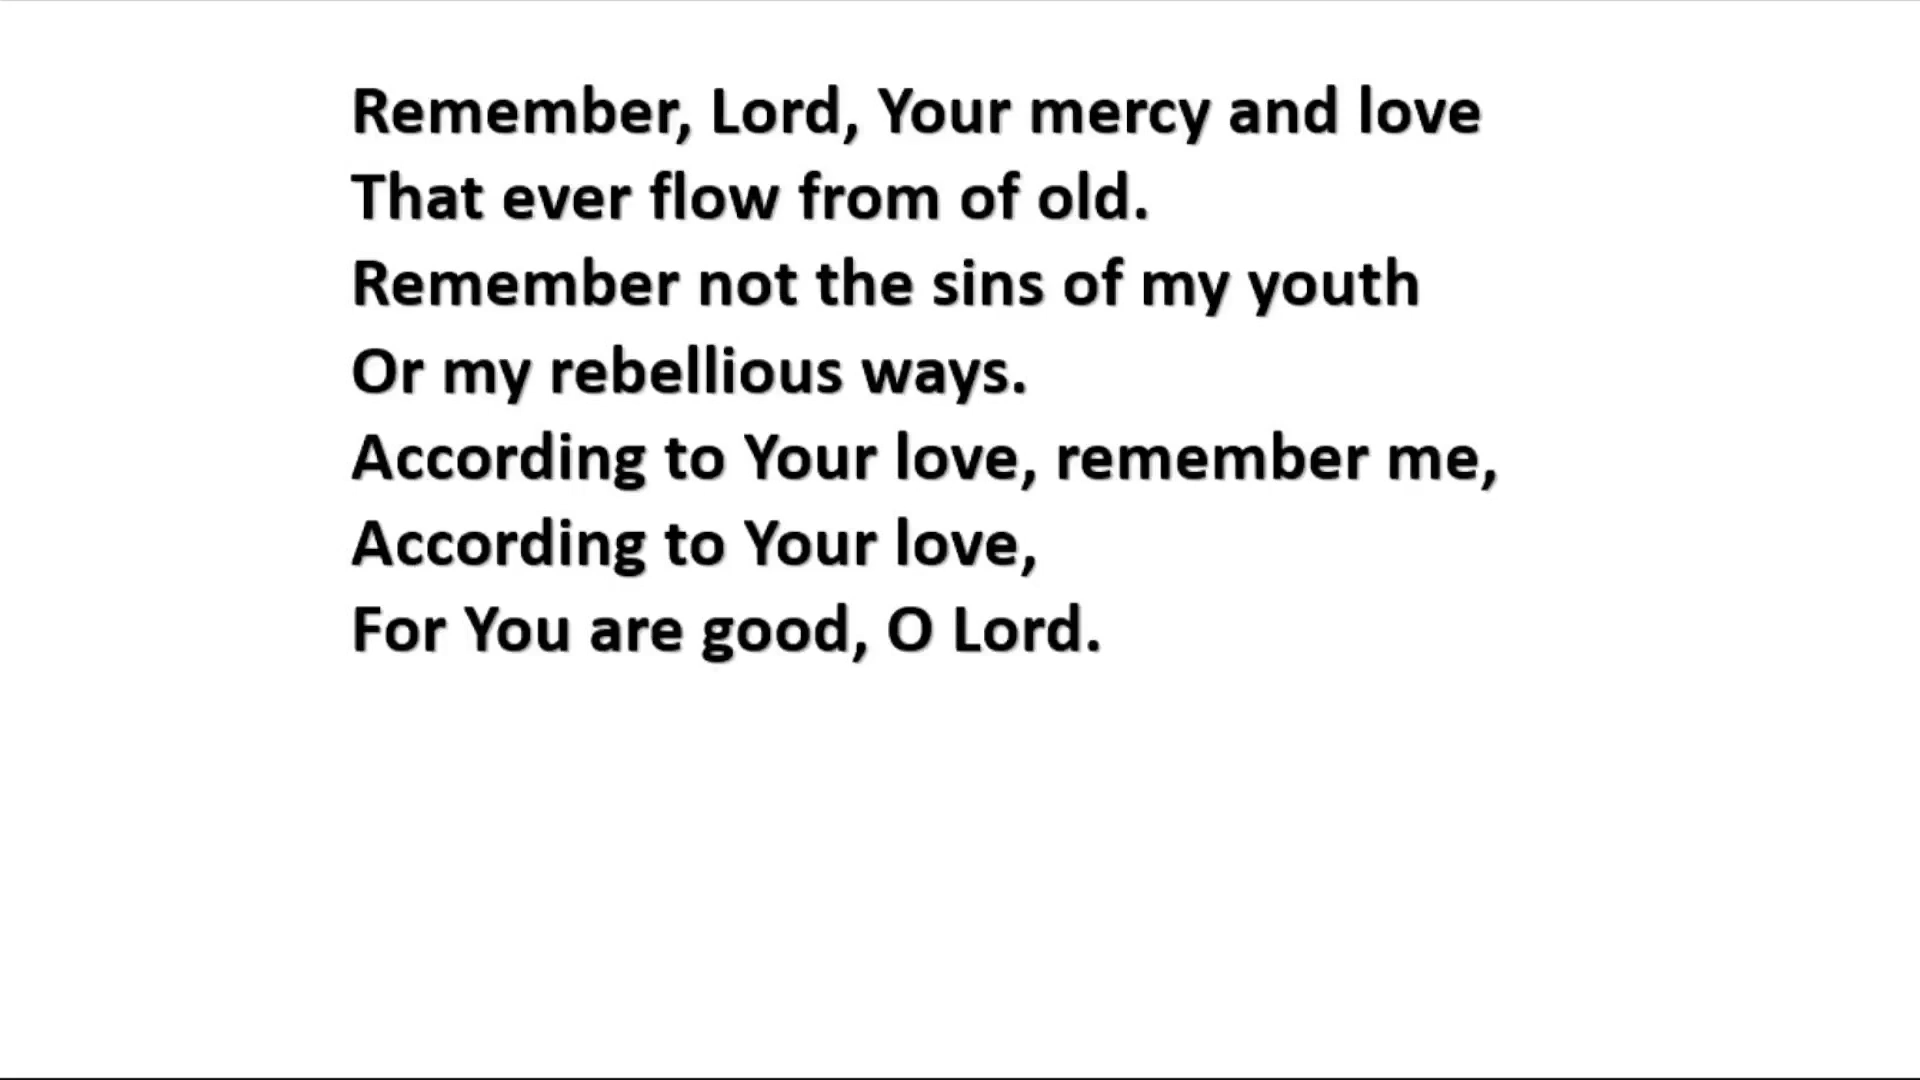 Remember, Lord, Your mercy and love
That ever flow from of old.
Remember not the sins of my youth
Or my rebellious ways.
According to Your love, remember me,
According to Your love,
For You are good, O Lord.